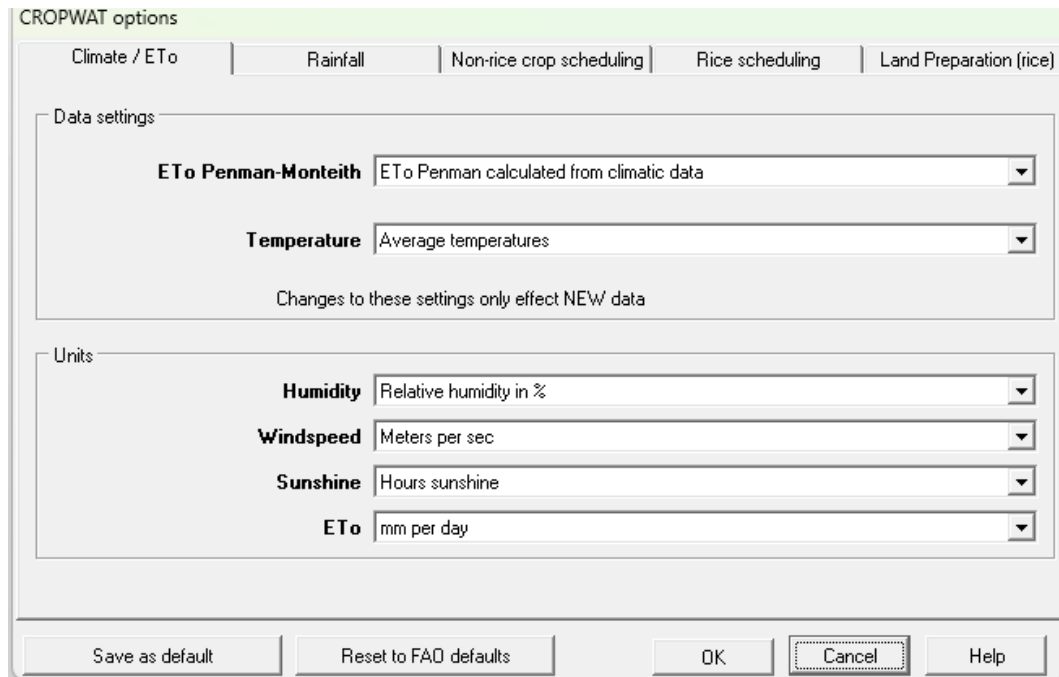 CROPWAT options
Climate / ETo Rainfall Non-rice crop scheduling Rice scheduling Land Preparation (rice)
Data settings
ETo Penman-Monteith ETo Penman calculated from climatic data
Temperature Average temperatures
Changes to these settings only effect NEW data
Units
Humidity Relative humidity in %
Windspeed Meters per sec
Sunshine Hours sunshine
ETo mm per day
Save as default Reset to FAO defaults OK Cancel Help